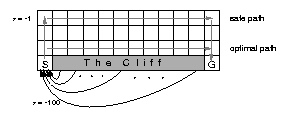 r = -1
safe path
optimal path
S
The Cliff
G
r = -100